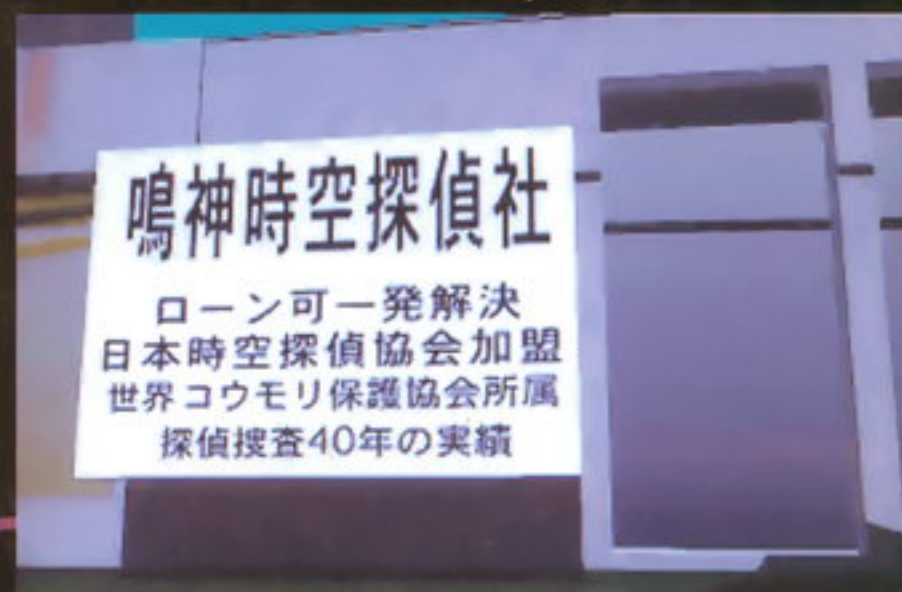 鳴神時空探偵社
ローン可一発解決
日本時空探偵協会加盟
世界コウモリ保護協会所属
探偵捜査40年の実績